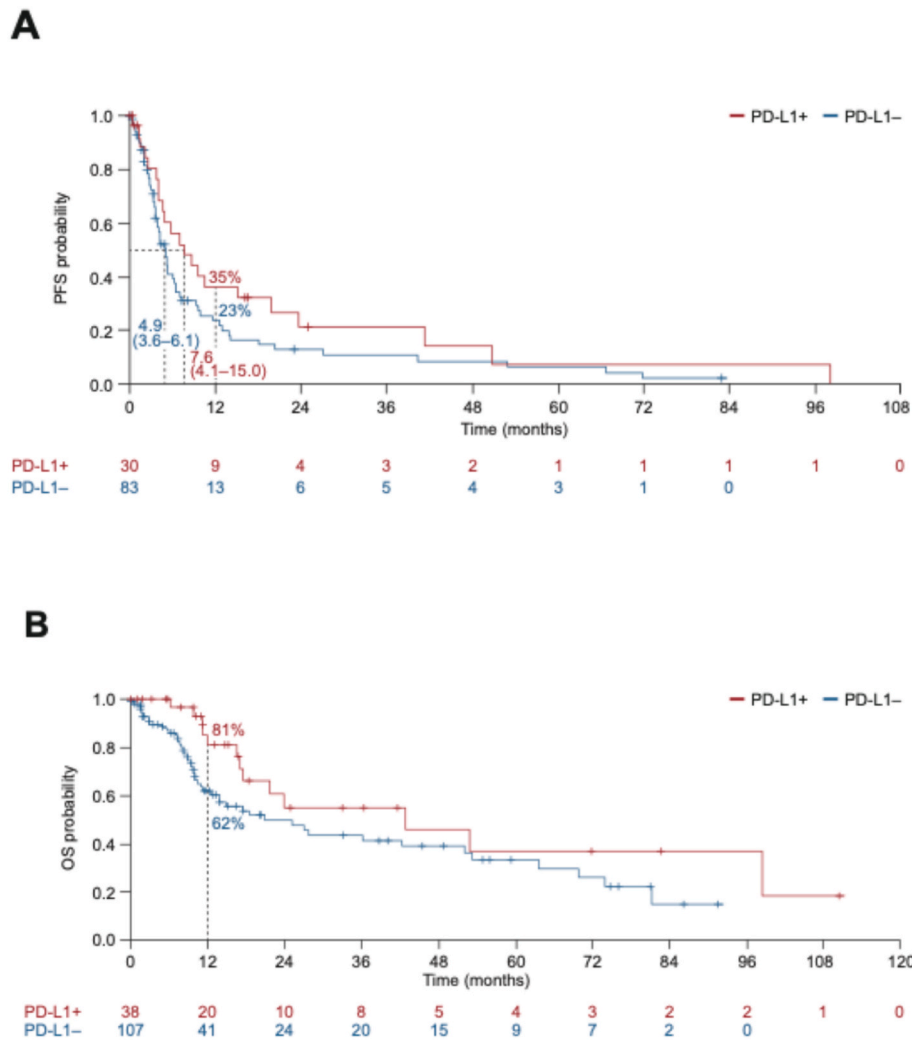 A
1.0
PD-L1+ PD-L1–
0.8
PFS probability
0.6
0.4
35%
23%
0.2
4.9
(3.6–6.1)
7.6
(4.1–15.0)
0.0
0 12 24 36 48 60 72 84 96 108
Time (months)
PD-L1+ 30 9 4 3 2 1 1 1 1 0
PD-L1– 83 13 6 5 4 3 1 0
B
1.0
PD-L1+ PD-L1–
81%
0.8
OS probability
0.6
62%
0.4
0.2
0.0
0 12 24 36 48 60 72 84 96 108 120
Time (months)
PD-L1+ 38 20 10 8 5 4 3 2 2 1 0
PD-L1– 107 41 24 20 15 9 7 2 0